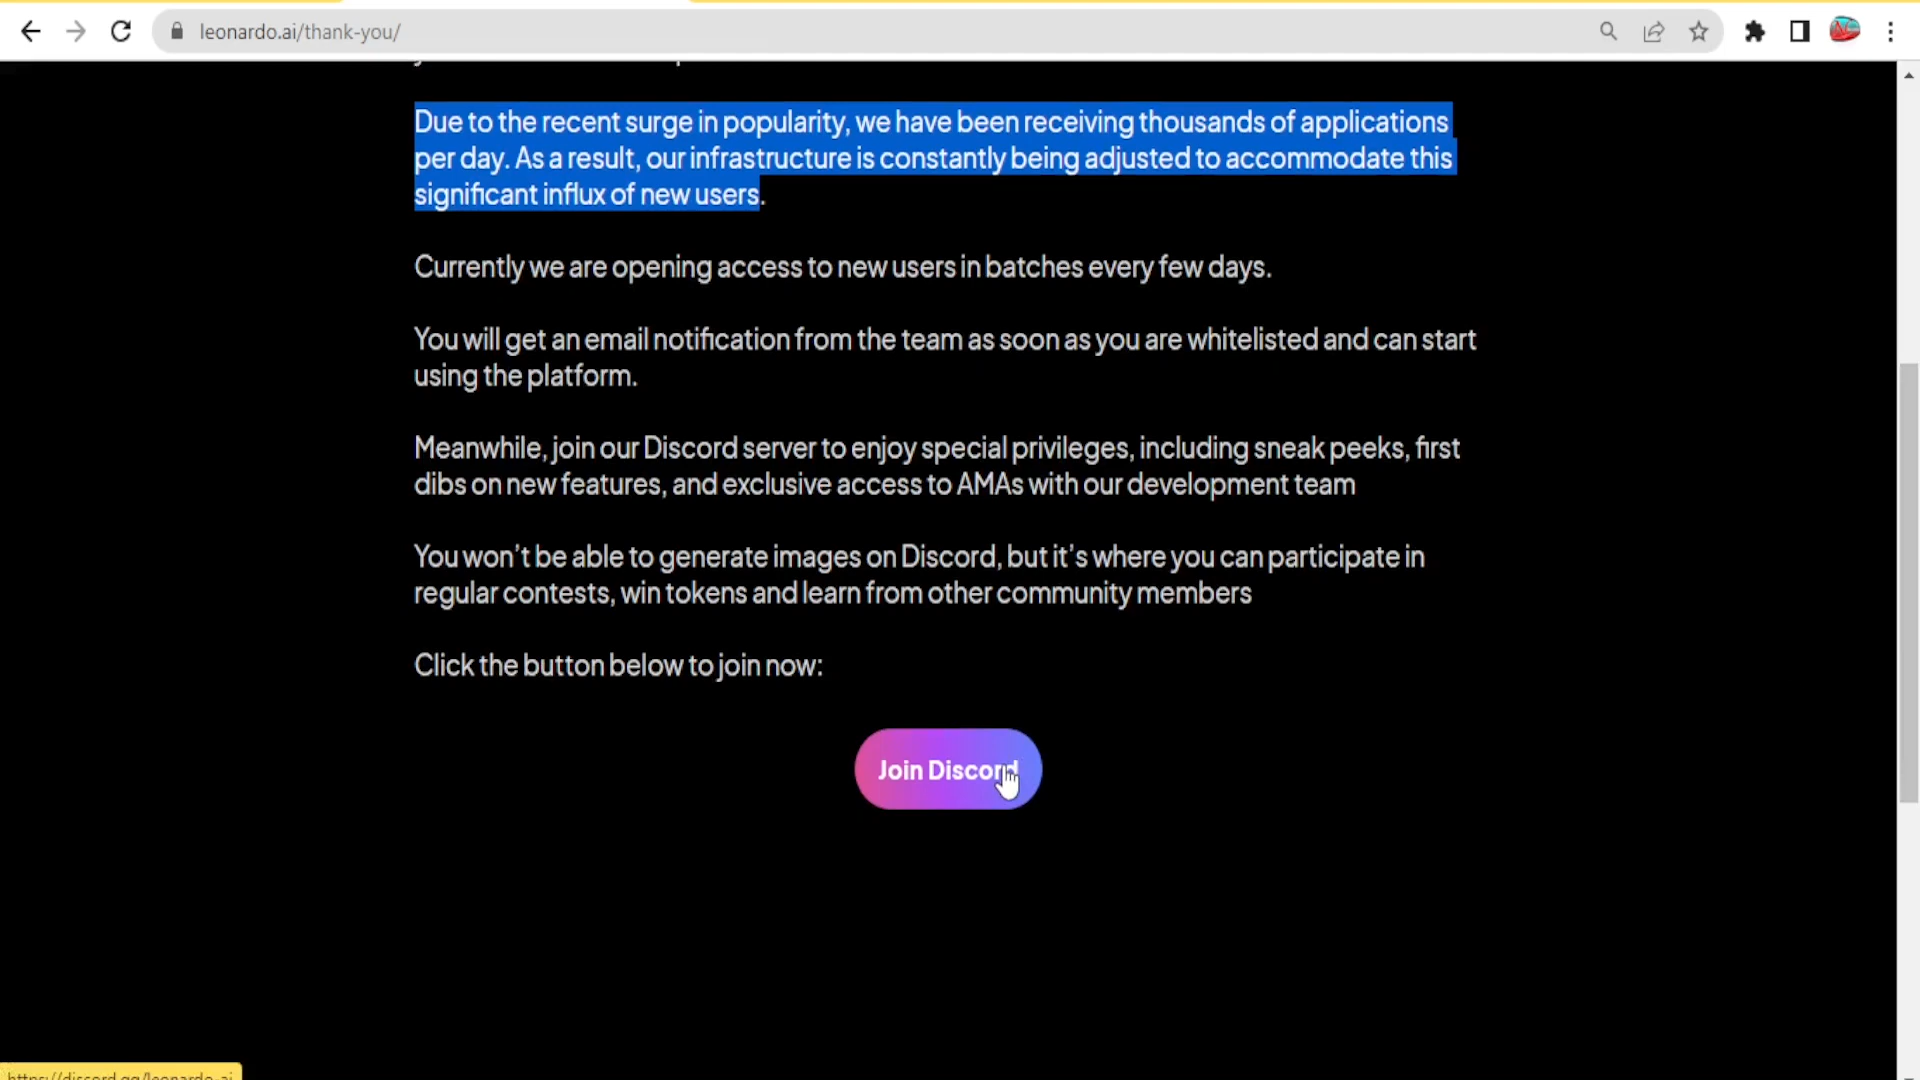 leonardo.ai/thank-you/
Due to the recent surge in popularity, we have been receiving thousands of applications
per day. As a result, our infrastructure is constantly being adjusted to accommodate this
significant influx of new users.
Currently we are opening access to new users in batches every few days.
You will get an email notification from the team as soon as you are whitelisted and can start
using the platform.
Meanwhile, join our Discord server to enjoy special privileges, including sneak peeks, first
dibs on new features, and exclusive access to AMAs with our development team
You won’t be able to generate images on Discord, but it’s where you can participate in
regular contests, win tokens and learn from other community members
Click the button below to join now:
Join Discord
https://discord.gg/leonardo-ai